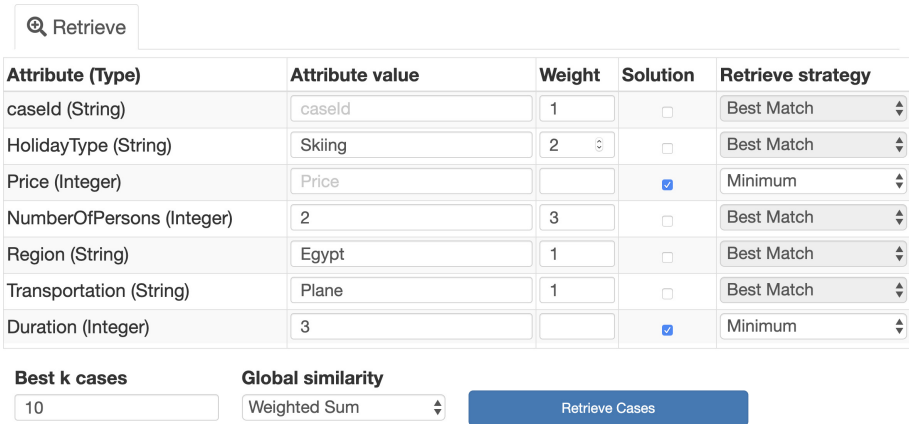 Retrieve
Attribute (Type) Attribute value Weight Solution Retrieve strategy
caseId (String) caseId 1 Best Match
HolidayType (String) Skiing 2 Best Match
Price (Integer) Price Minimum
NumberOfPersons (Integer) 2 3 Best Match
Region (String) Egypt 1 Best Match
Transportation (String) Plane 1 Best Match
Duration (Integer) 3 Minimum
Best k cases Global similarity
10 Weighted Sum Retrieve Cases